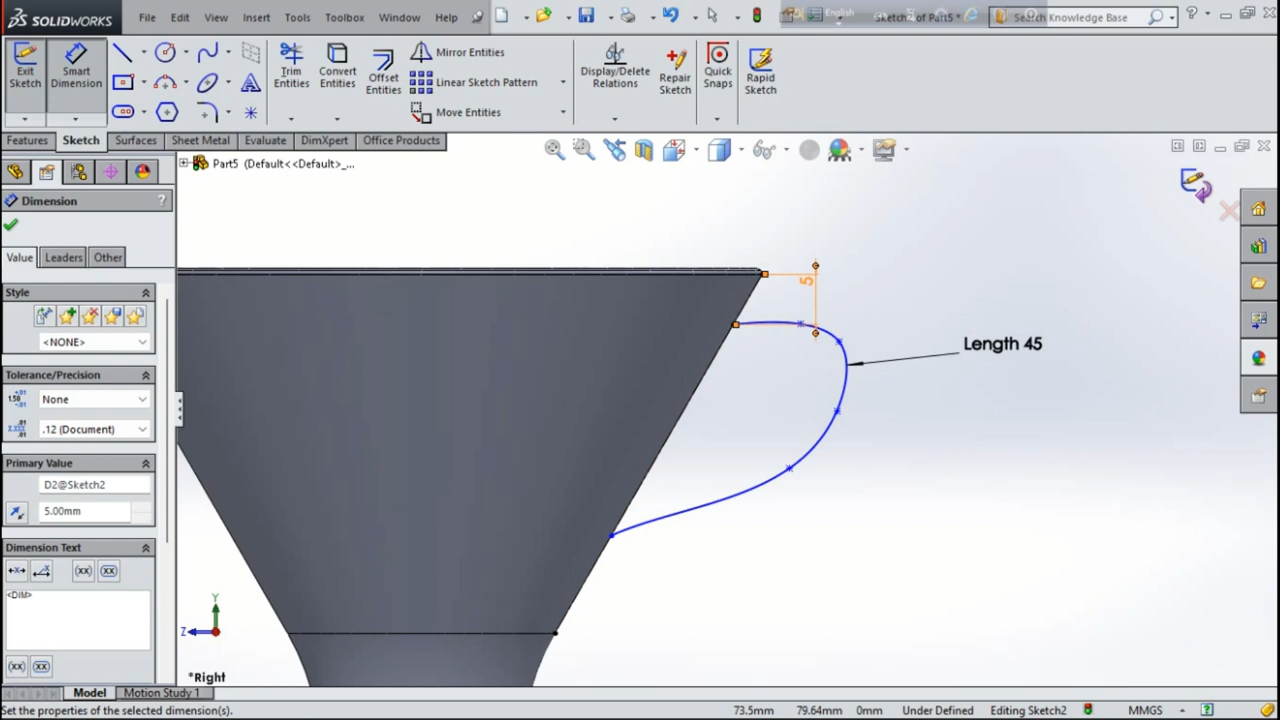 SOLIDWORKS
File Edit View Insert Tools Toolbox Window Help
English
Sketch2 of Part5 *
Search Knowledge Base
Exit Sketch
Smart Dimension
Trim Entities
Convert Entities
Offset Entities
Mirror Entities
Linear Sketch Pattern
Move Entities
Display/Delete Relations
Repair Sketch
Quick Snaps
Rapid Sketch
Features Sketch Surfaces Sheet Metal Evaluate DimXpert Office Products
Part5 (Default<<Default>_...
Dimension ?
Value Leaders Other
Style
<NONE>
Tolerance/Precision
None
.12 (Document)
Primary Value
D2@Sketch2
5.00mm
Dimension Text
<DIM>
5
Length 45
Y
Z
*Right
Model Motion Study 1
Set the properties of the selected dimension(s). 73.5mm 79.64mm 0mm Under Defined Editing Sketch2 MMGS